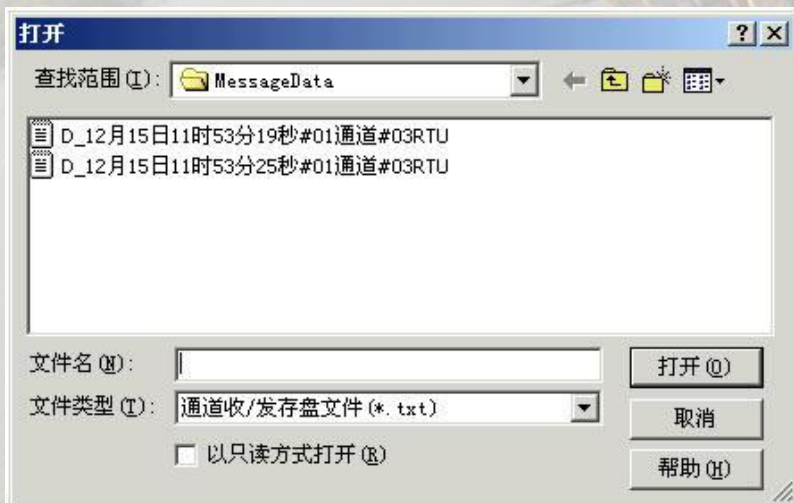 打开
查找范围(I): MessageData
D_12月15日11时53分19秒#01通道#03RTU
D_12月15日11时53分25秒#01通道#03RTU
文件名(N): 打开(O)
文件类型(T): 通道收/发存盘文件(*.txt) 取消
以只读方式打开(R) 帮助(H)